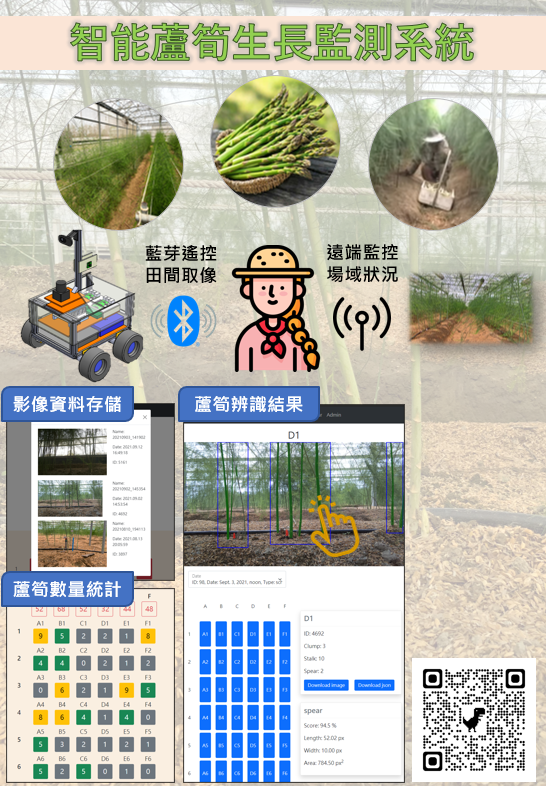 智能蘆筍生長監測系統
藍芽遙控
田間取像
遠端監控
場域狀況
影像資料存儲
Name:
20210903_141902
Date: 2021.09.12
16:49:18
ID: 5161
Name:
20210902_145354
Date: 2021.09.02
14:53:54
ID: 4692
Name:
20210810_194113
Date: 2021.08.13
20:05:09
ID: 3897
蘆筍辨識結果
Admin
D1
Date
ID: 98, Date: Sept. 3, 2021, noon, Type: s
A B C D E F
1 A1 B1 C1 D1 E1 F1
2 A2 B2 C2 D2 E2 F2
3 A3 B3 C3 D3 E3 F3
4 A4 B4 C4 D4 E4 F4
5 A5 B5 C5 D5 E5 F5
6 A6 B6 C6 D6 E6 F6
D1
ID: 4692
Clump: 3
Stalk: 10
Spear: 2
Download image Download json
spear
Score: 94.5 %
Length: 52.02 px
Width: 10.00 px
Area: 784.50 px²
蘆筍數量統計
F
52 68 52 32 44 48
A1 B1 C1 D1 E1 F1
1 9 5 2 2 1 8
A2 B2 C2 D2 E2 F2
2 4 4 0 2 1 2
A3 B3 C3 D3 E3 F3
3 0 6 2 1 9 5
A4 B4 C4 D4 E4 F4
4 8 6 4 1 4 0
A5 B5 C5 D5 E5 F5
5 5 3 2 1 2 1
A6 B6 C6 D6 E6 F6
6 5 2 5 0 1 0